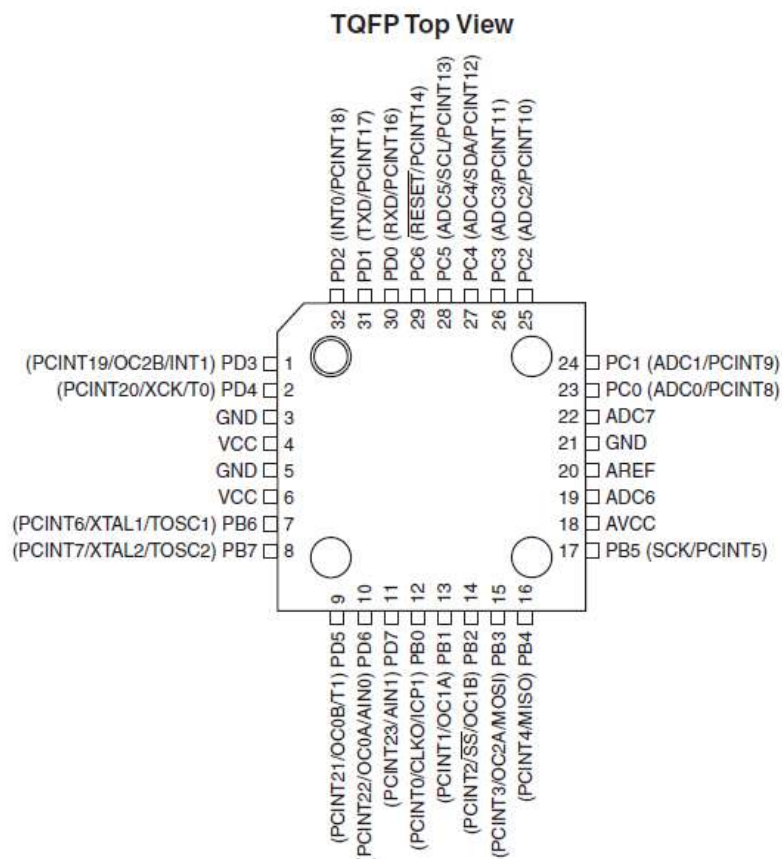 TQFP Top View
PD2 (INT0/PCINT18)
PD1 (TXD/PCINT17)
PD0 (RXD/PCINT16)
PC6 (RESET/PCINT14)
PC5 (ADC5/SCL/PCINT13)
PC4 (ADC4/SDA/PCINT12)
PC3 (ADC3/PCINT11)
PC2 (ADC2/PCINT10)
32
31
30
29
28
27
26
25
(PCINT19/OC2B/INT1) PD3 1
(PCINT20/XCK/T0) PD4 2
GND 3
VCC 4
GND 5
VCC 6
(PCINT6/XTAL1/TOSC1) PB6 7
(PCINT7/XTAL2/TOSC2) PB7 8
24 PC1 (ADC1/PCINT9)
23 PC0 (ADC0/PCINT8)
22 ADC7
21 GND
20 AREF
19 ADC6
18 AVCC
17 PB5 (SCK/PCINT5)
9
10
11
12
13
14
15
16
(PCINT21/OC0B/T1) PD5
(PCINT22/OC0A/AIN0) PD6
(PCINT23/AIN1) PD7
(PCINT0/CLKO/ICP1) PB0
(PCINT1/OC1A) PB1
(PCINT2/SS/OC1B) PB2
(PCINT3/OC2A/MOSI) PB3
(PCINT4/MISO) PB4